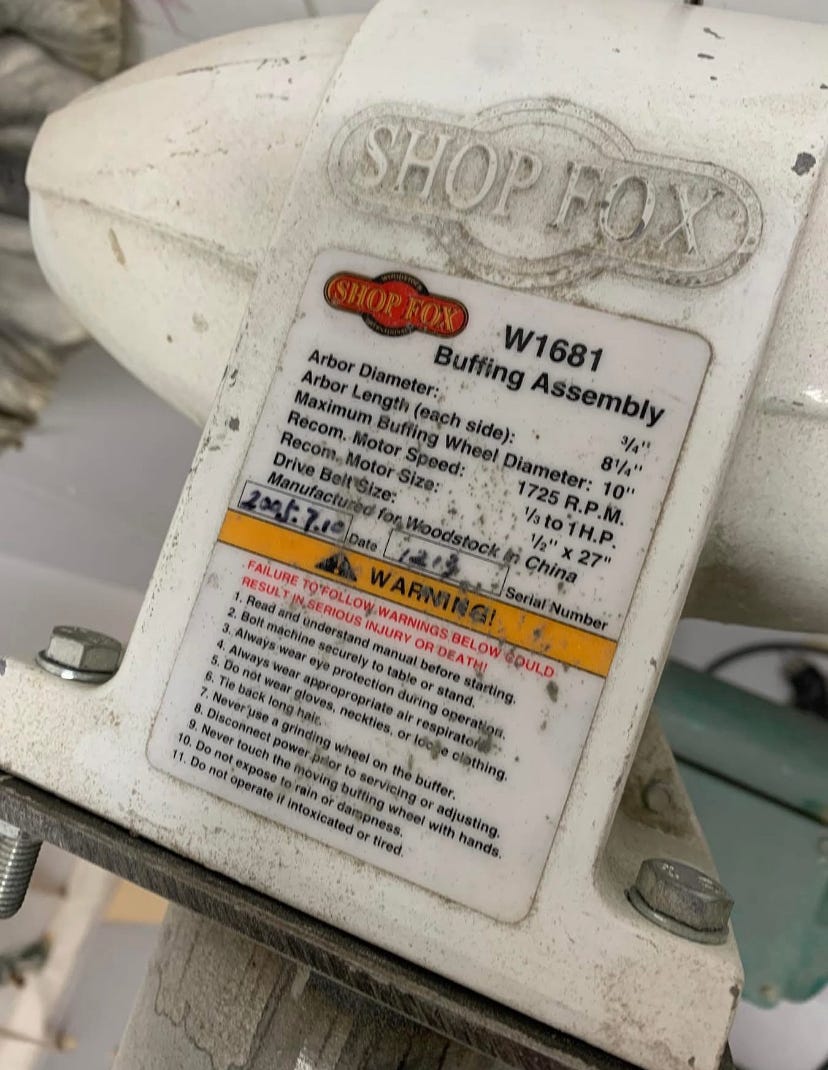 SHOP FOX
SHOP FOX
W1681
Buffing Assembly
Arbor Diameter: 3/4"
Arbor Length (each side): 8 1/4"
Maximum Buffing Wheel Diameter: 10"
Recom. Motor Speed: 1725 R.P.M.
Recom. Motor Size: 1/3 to 1 H.P.
Drive Belt Size: 1/2" x 27"
Manufactured for Woodstock in China
2005.7.10 Date Serial Number
WARNING!
FAILURE TO FOLLOW WARNINGS BELOW COULD
RESULT IN SERIOUS INJURY OR DEATH!
1. Read and understand manual before starting.
2. Bolt machine securely to table or stand.
3. Always wear eye protection during operation.
4. Always wear appropropriate air respirator.
5. Do not wear gloves, neckties, or loose clothing.
6. Tie back long hair.
7. Never use a grinding wheel on the buffer.
8. Disconnect power prior to servicing or adjusting.
9. Never touch the moving buffing wheel with hands.
10. Do not expose to rain or dampness.
11. Do not operate if intoxicated or tired.